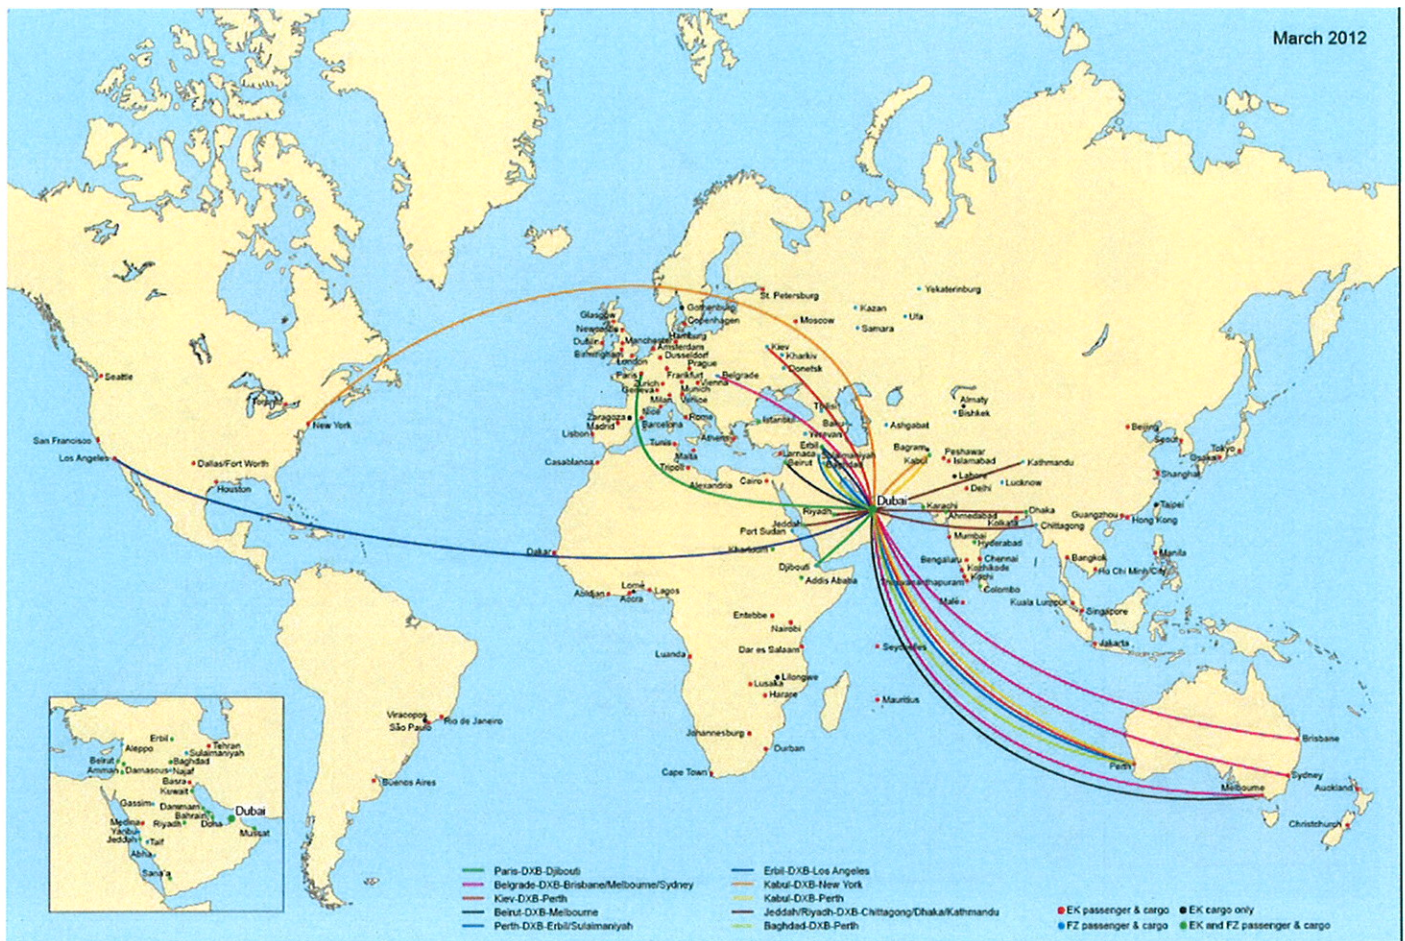 March 2012
Yekaterinburg
St. Petersburg
Kazan
Gothenburg
Glasgow
Copenhagen
Moscow
Ufa
Newcastle
Samara
Dublin
Manchester
Hamburg
Amsterdam
Kiev
Birmingham
Dusseldorf
Kharkiv
London
Prague
Donetsk
Seattle
Paris
Frankfurt
Belgrade
Zurich
Vienna
Geneva
Munich
Milan
Venice
Almaty
Toronto
Nice
Tbilisi
Bishkek
Zaragoza
Rome
New York
Madrid
Barcelona
Istanbul
Baku
Ashgabat
Beijing
Lisbon
Athens
Yerevan
San Francisco
Tunis
Erbil
Bagram
Peshawar
Seoul
Tokyo
Los Angeles
Malta
Larnaca
Sulaimaniyah
Kabul
Islamabad
Osaka
Dallas/Fort Worth
Casablanca
Tripoli
Beirut
Baghdad
Kathmandu
Houston
Alexandria
Cairo
Lahore
Shanghai
Delhi
Lucknow
Dubai
Karachi
Taipei
Riyadh
Ahmedabad
Dhaka
Guangzhou
Hong Kong
Jeddah
Kolkata
Chittagong
Port Sudan
Mumbai
Hyderabad
Dakar
Khartoum
Bengaluru
Chennai
Bangkok
Manila
Djibouti
Kozhikode
Ho Chi Minh City
Addis Ababa
Kochi
Thiruvananthapuram
Colombo
Abidjan
Lomé
Accra
Lagos
Malé
Kuala Lumpur
Singapore
Entebbe
Nairobi
Luanda
Dar es Salaam
Seychelles
Jakarta
Lilongwe
Lusaka
Harare
Mauritius
Viracopos
São Paulo
Rio de Janeiro
Johannesburg
Durban
Brisbane
Cape Town
Perth
Sydney
Buenos Aires
Melbourne
Auckland
Christchurch
Erbil
Tehran
Aleppo
Sulaimaniyah
Beirut
Baghdad
Amman
Damascus
Najaf
Basra
Kuwait
Gassim
Dammam
Dubai
Bahrain
Medina
Riyadh
Doha
Yanbu
Muscat
Jeddah
Taif
Abha
Sana'a
Paris-DXB-Djibouti
Belgrade-DXB-Brisbane/Melbourne/Sydney
Kiev-DXB-Perth
Beirut-DXB-Melbourne
Perth-DXB-Erbil/Sulaimaniyah
Erbil-DXB-Los Angeles
Kabul-DXB-New York
Kabul-DXB-Perth
Jeddah/Riyadh-DXB-Chittagong/Dhaka/Kathmandu
Baghdad-DXB-Perth
EK passenger & cargo
EK cargo only
FZ passenger & cargo
EK and FZ passenger & cargo